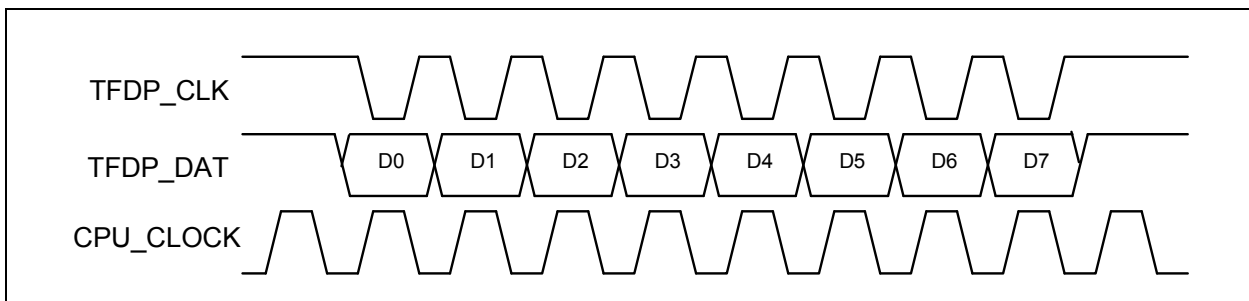 TFDP_CLK
TFDP_DAT D0 D1 D2 D3 D4 D5 D6 D7
CPU_CLOCK